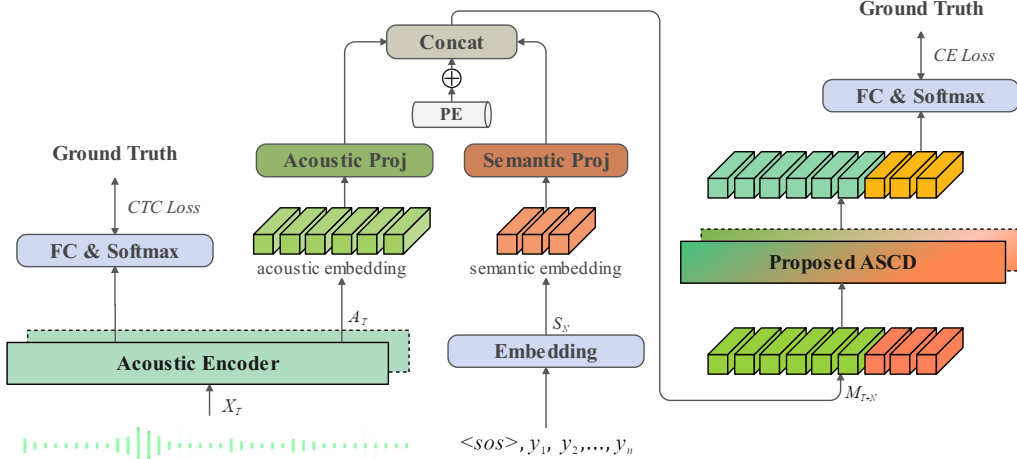 Ground Truth
CTC Loss
FC & Softmax
Acoustic Encoder
X_T
A_T
acoustic embedding
Acoustic Proj
Concat
PE
Semantic Proj
semantic embedding
S_N
Embedding
<sos>, y_1, y_2,..., y_n
Ground Truth
CE Loss
FC & Softmax
Proposed ASCD
M_{T+N}